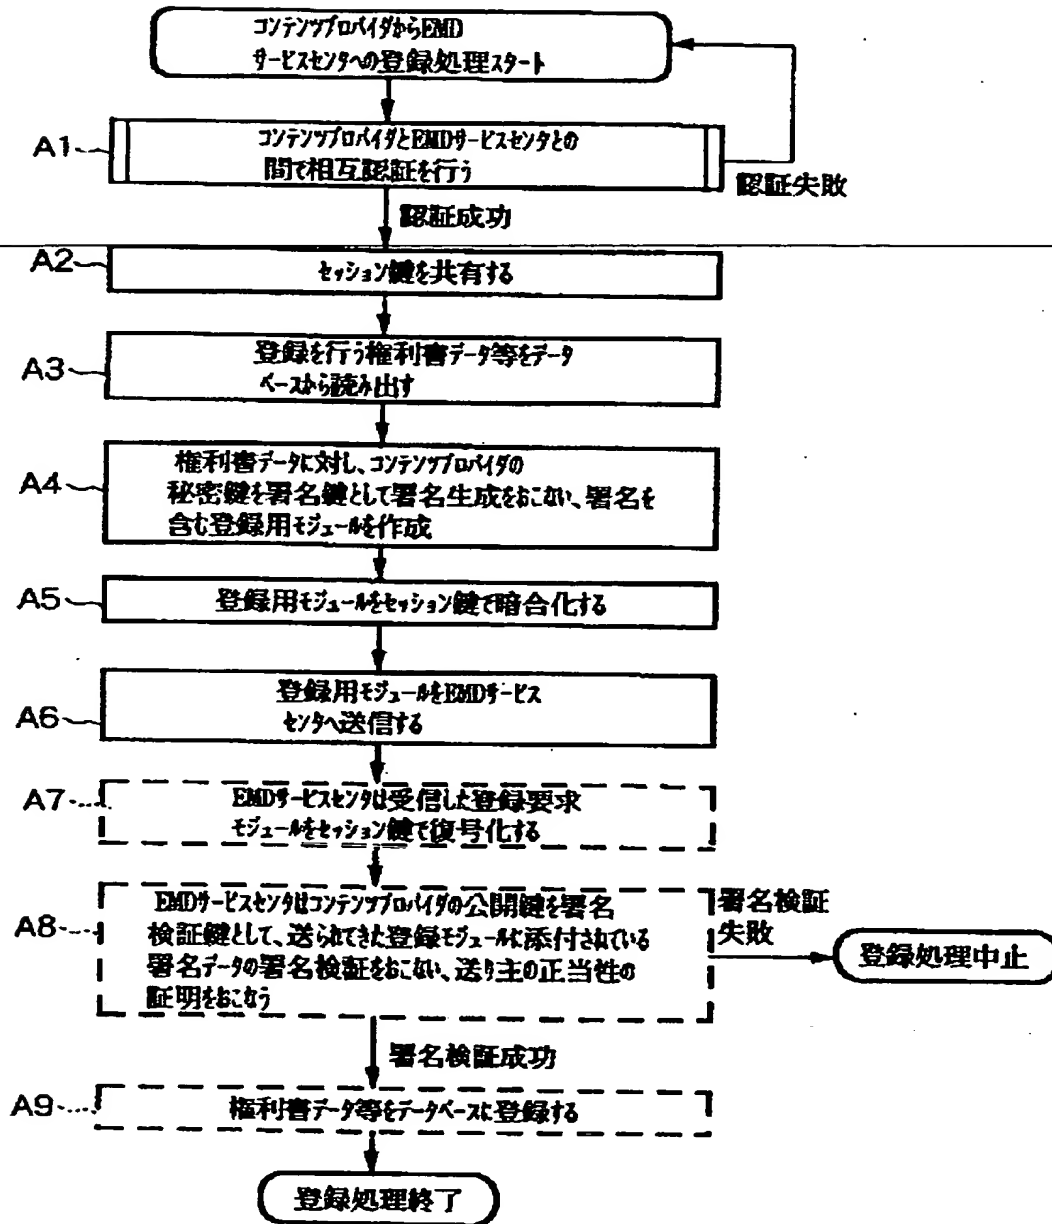 コンテンツプロバイダからEMD
サービスセンタへの登録処理スタート
A1
コンテンツプロバイダとEMDサービスセンタとの
間で相互認証を行う
認証失敗
認証成功
A2
セッション鍵を共有する
A3
登録を行う権利書データ等をデータ
ベースから読み出す
A4
権利書データに対し、コンテンツプロバイダの
秘密鍵を署名鍵として署名生成をおこない、署名を
含む登録用モジュールを作成
A5
登録用モジュールをセッション鍵で暗合化する
A6
登録用モジュールをEMDサービス
センタへ送信する
A7
EMDサービスセンタは受信した登録要求
モジュールをセッション鍵で復号化する
A8
EMDサービスセンタはコンテンツプロバイダの公開鍵を署名
検証鍵として、送られてきた登録モジュールに添付されている
署名データの署名検証をおこない、送り主の正当性の
証明をおこなう
署名検証
失敗
登録処理中止
署名検証成功
A9
権利書データ等をデータベースに登録する
登録処理終了